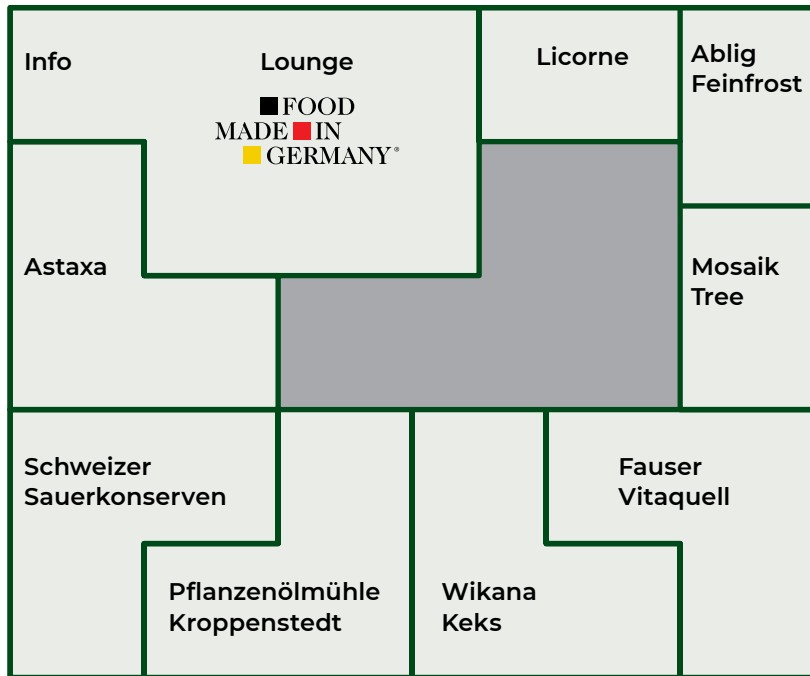 Info
Lounge
FOOD
MADE IN
GERMANY®
Licorne
Ablig
Feinfrost
Astaxa
Mosaik
Tree
Schweizer
Sauerkonserven
Fauser
Vitaquell
Pflanzenölmühle
Kroppenstedt
Wikana
Keks